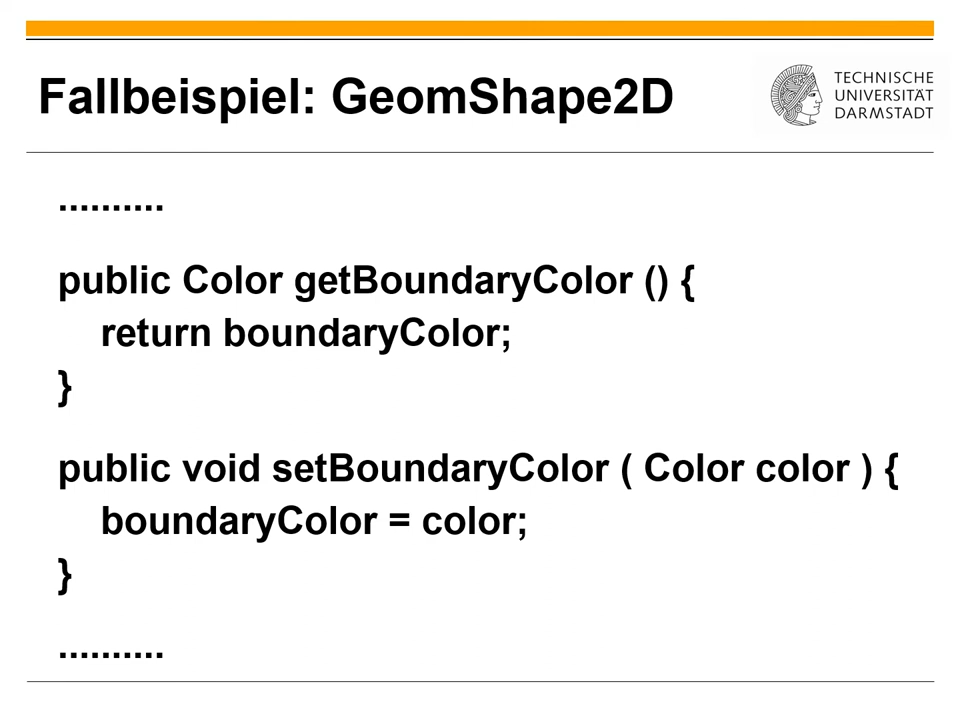 Fallbeispiel: GeomShape2D
TECHNISCHE
UNIVERSITÄT
DARMSTADT
..........
public Color getBoundaryColor () {
return boundaryColor;
}
public void setBoundaryColor ( Color color ) {
boundaryColor = color;
}
..........